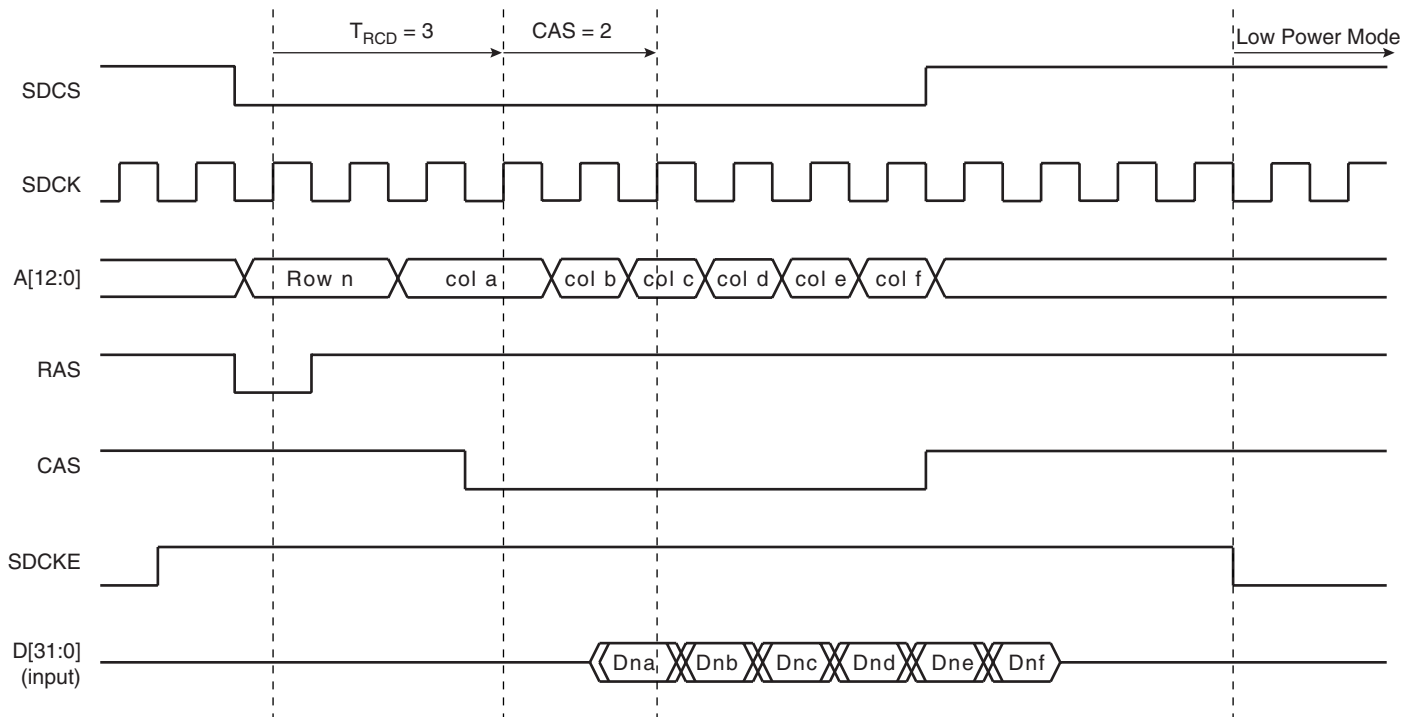 T_RCD = 3
CAS = 2
Low Power Mode
SDCS
SDCK
A[12:0]
Row n
col a
col b
col c
col d
col e
col f
RAS
CAS
SDCKE
D[31:0]
(input)
Dna
Dnb
Dnc
Dnd
Dne
Dnf